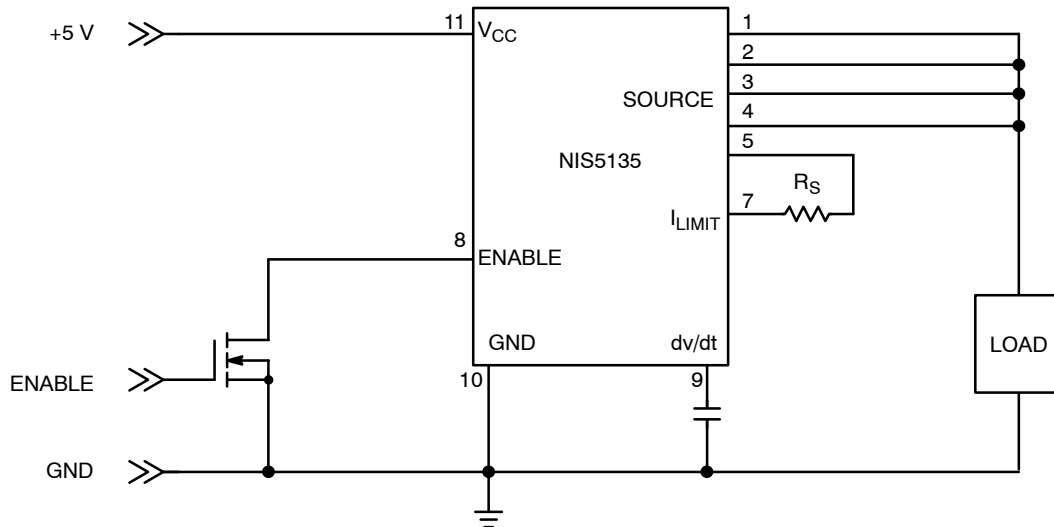 +5 V
11
V_CC
1
2
3
SOURCE
4
5
NIS5135
R_S
7
I_LIMIT
8
ENABLE
LOAD
GND
dv/dt
10
9
ENABLE
GND